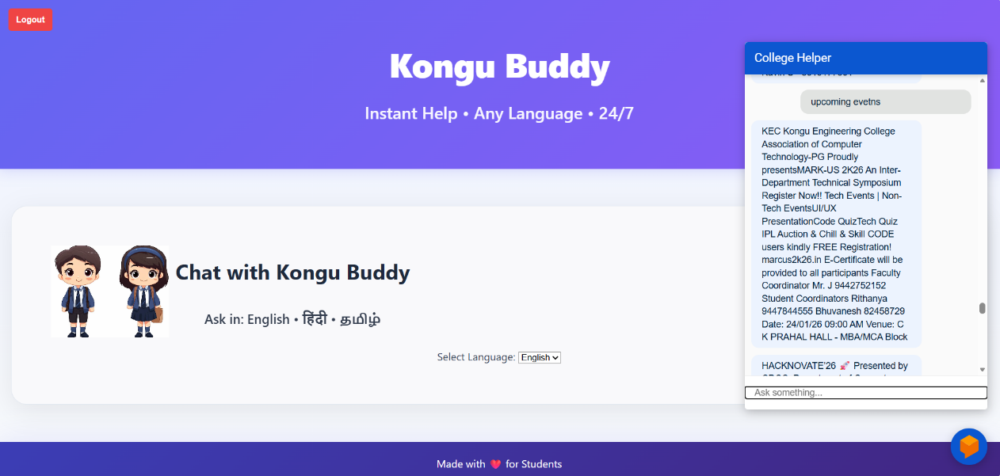 Logout
Kongu Buddy
Instant Help • Any Language • 24/7
Chat with Kongu Buddy
Ask in: English • हिंदी • தமிழ்
Select Language: English
Made with ❤️ for Students
College Helper
upcoming evetns
KEC Kongu Engineering College
Association of Computer
Technology-PG Proudly
presentsMARK-US 2K26 An Inter-
Department Technical Symposium
Register Now!! Tech Events | Non-
Tech EventsUI/UX
PresentationCode QuizTech Quiz
IPL Auction & Chill & Skill CODE
users kindly FREE Registration!
marcus2k26.in E-Certificate will be
provided to all participants Faculty
Coordinator Mr. J 9442752152
Student Coordinators Rithanya
9447844555 Bhuvanesh 82458729
Date: 24/01/26 09:00 AM Venue: C
K PRAHAL HALL - MBA/MCA Block
HACKNOVATE'26 🚀 Presented by
Ask something...